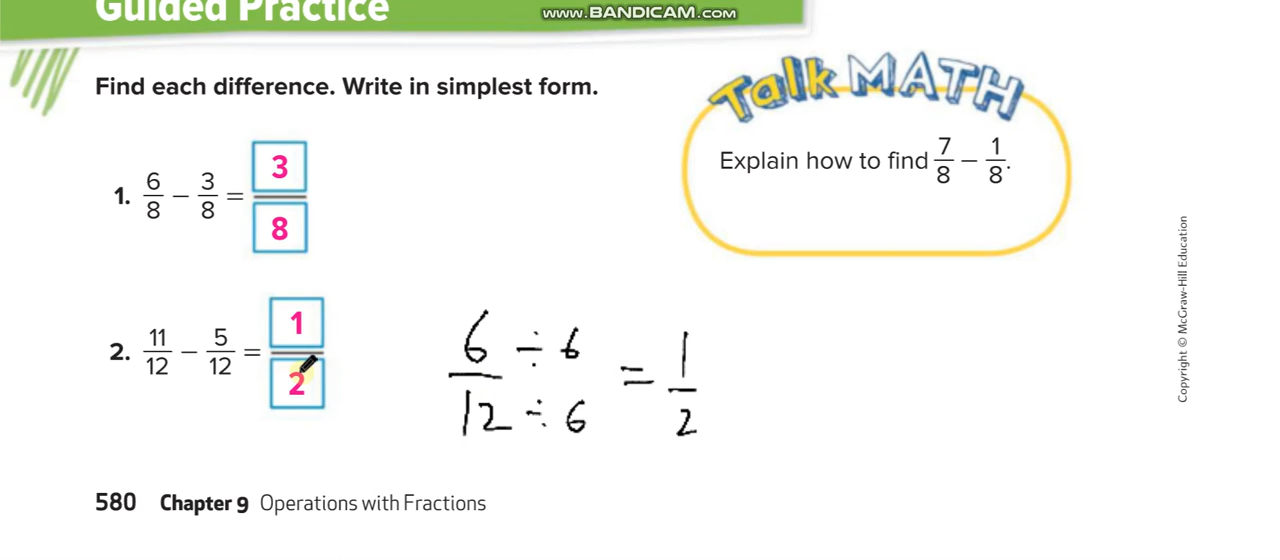 Guided Practice
www.BANDICAM.com
Find each difference. Write in simplest form.
Talk MATH
Explain how to find 7/8 − 1/8.
1. 6/8 − 3/8 = 3/8
2. 11/12 − 5/12 = 1/2
6 ÷ 6 / 12 ÷ 6 = 1/2
580 Chapter 9 Operations with Fractions
Copyright © McGraw-Hill Education